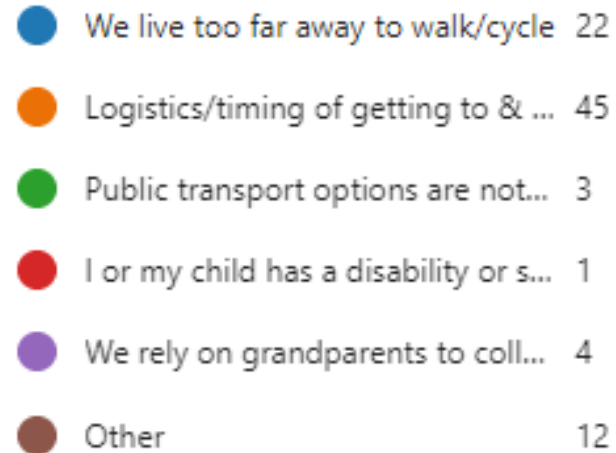 We live too far away to walk/cycle 22
Logistics/timing of getting to & ... 45
Public transport options are not... 3
I or my child has a disability or s... 1
We rely on grandparents to coll... 4
Other 12